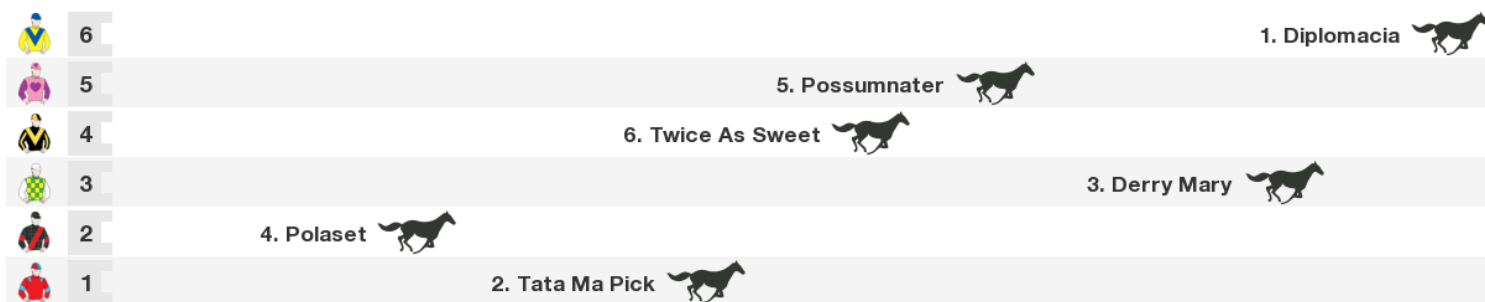 6 1. Diplomacia
5 5. Possumnater
4 6. Twice As Sweet
3 3. Derry Mary
2 4. Polaset
1 2. Tata Ma Pick